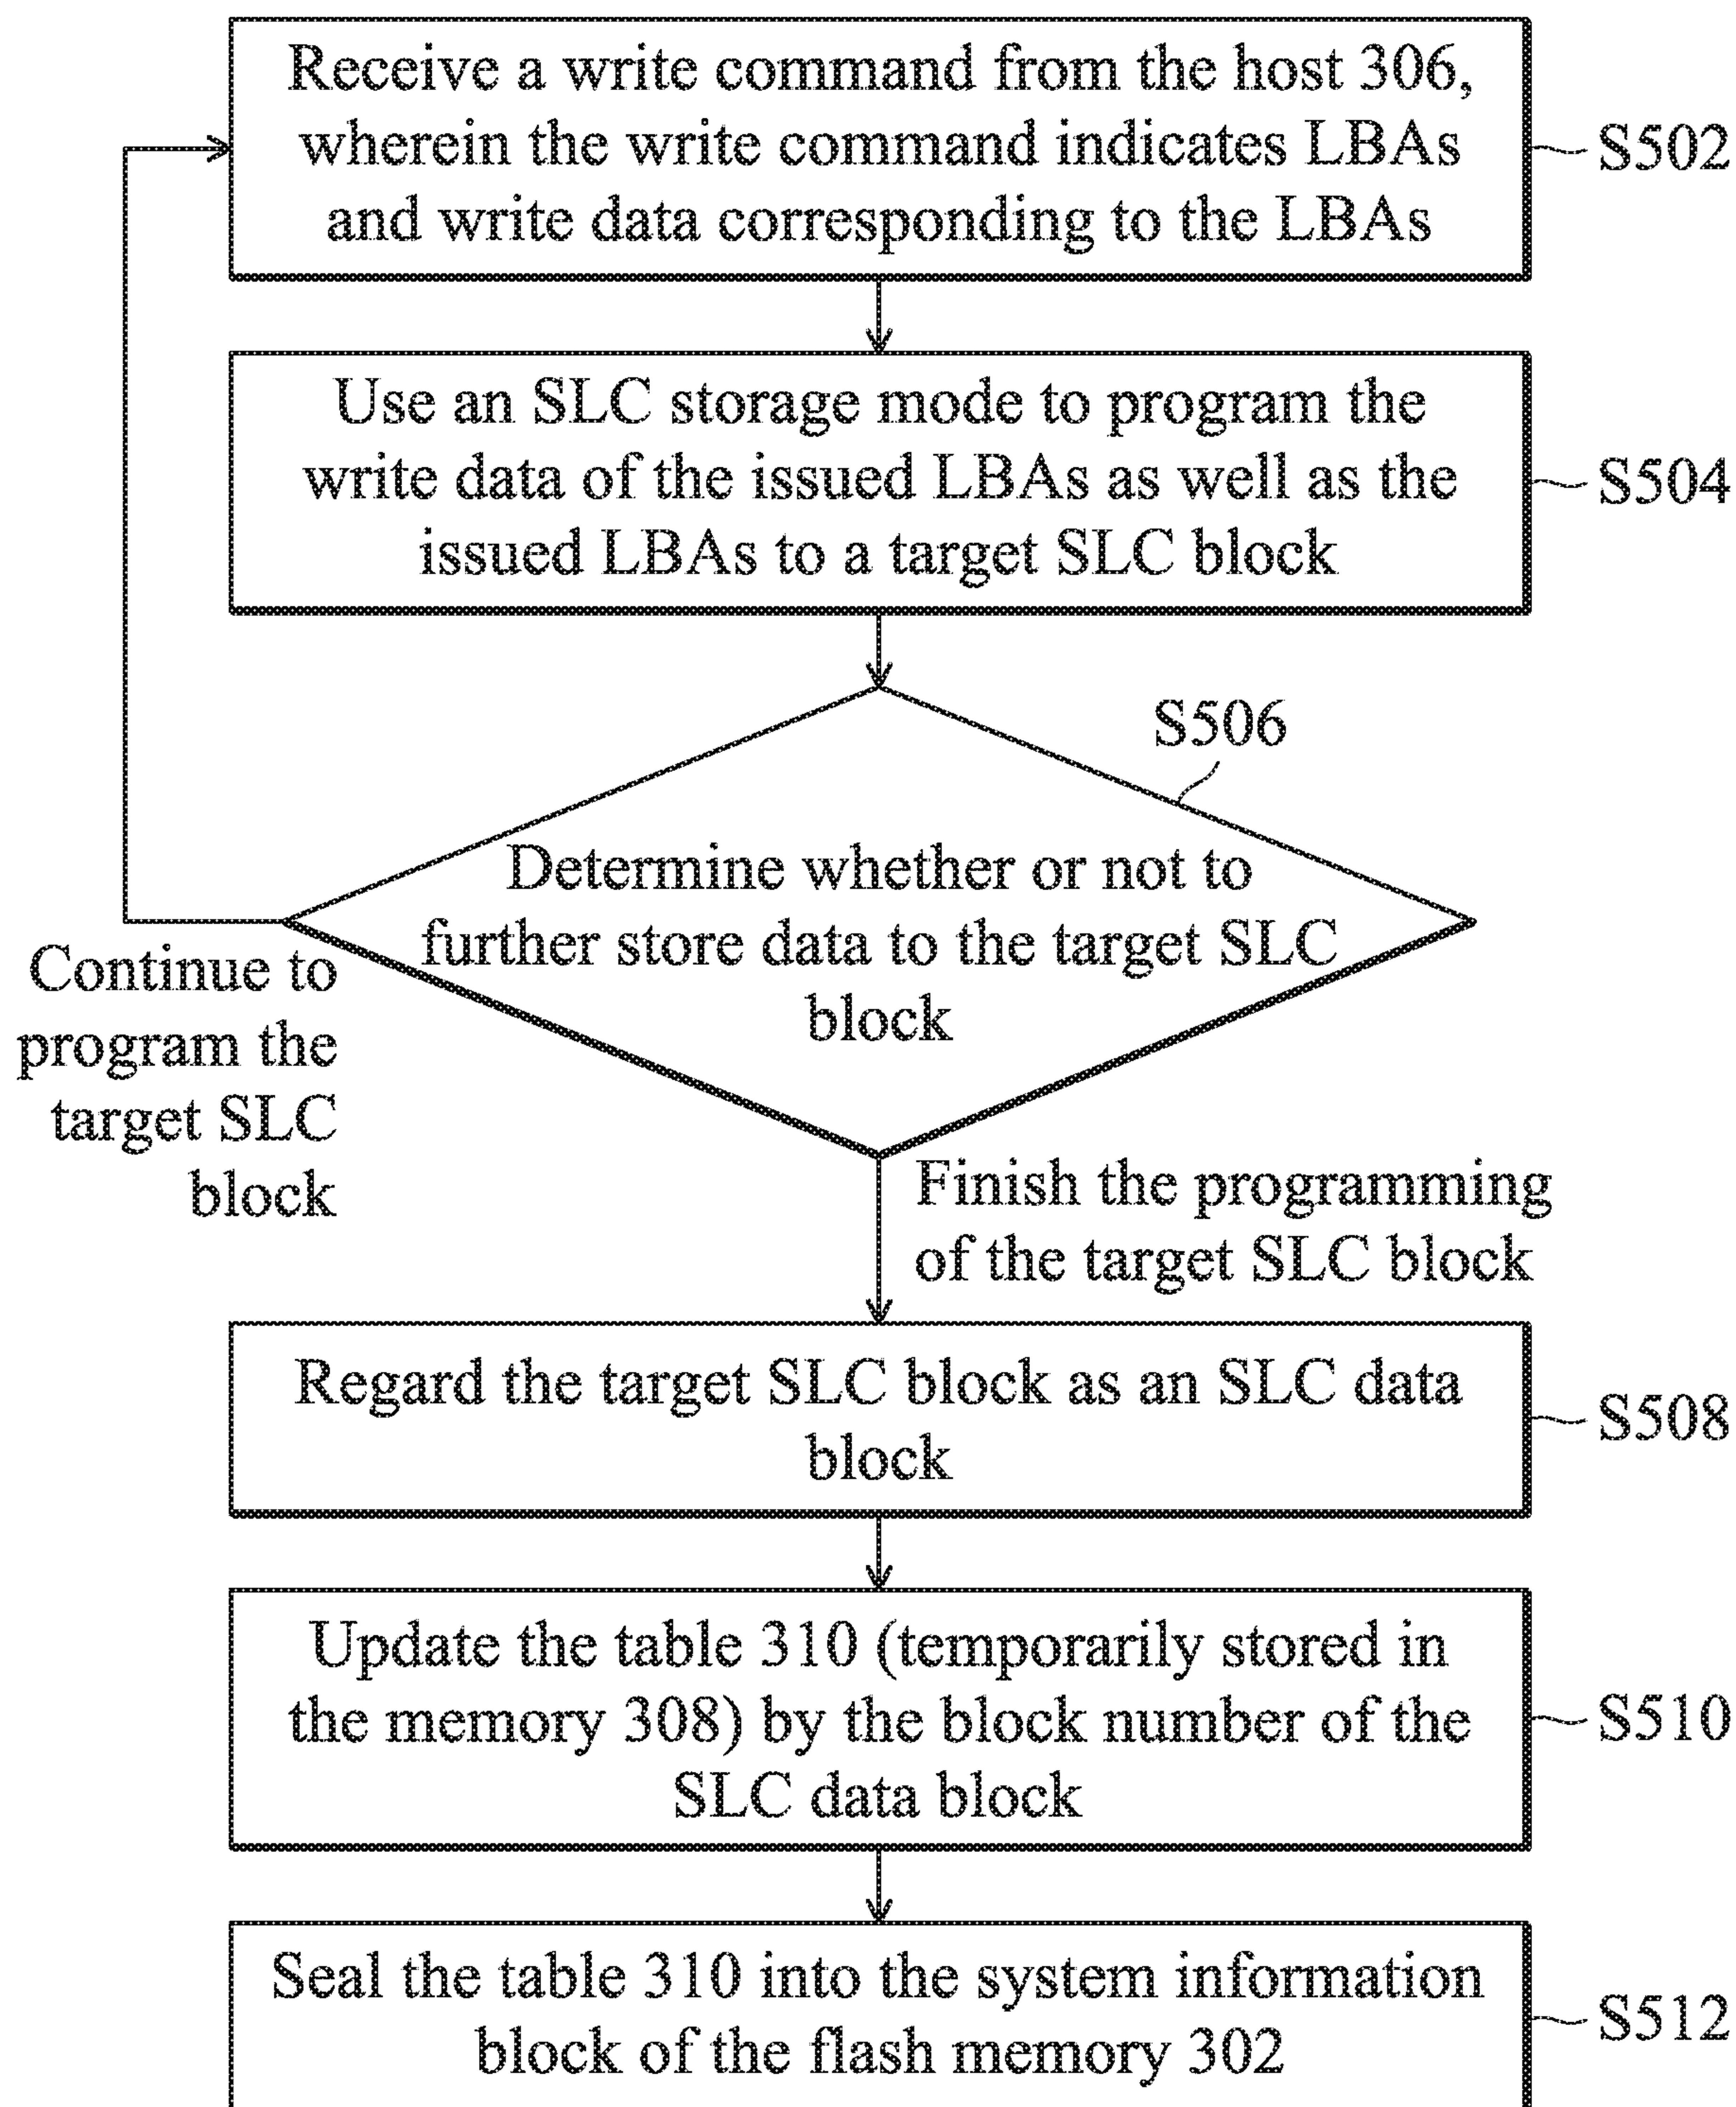 Receive a write command from the host 306,
wherein the write command indicates LBAs
and write data corresponding to the LBAs
S502
Use an SLC storage mode to program the
write data of the issued LBAs as well as the
issued LBAs to a target SLC block
S504
S506
Determine whether or not to
further store data to the target SLC
block
Continue to
program the
target SLC
block
Finish the programming
of the target SLC block
Regard the target SLC block as an SLC data
block
S508
Update the table 310 (temporarily stored in
the memory 308) by the block number of the
SLC data block
S510
Seal the table 310 into the system information
block of the flash memory 302
S512